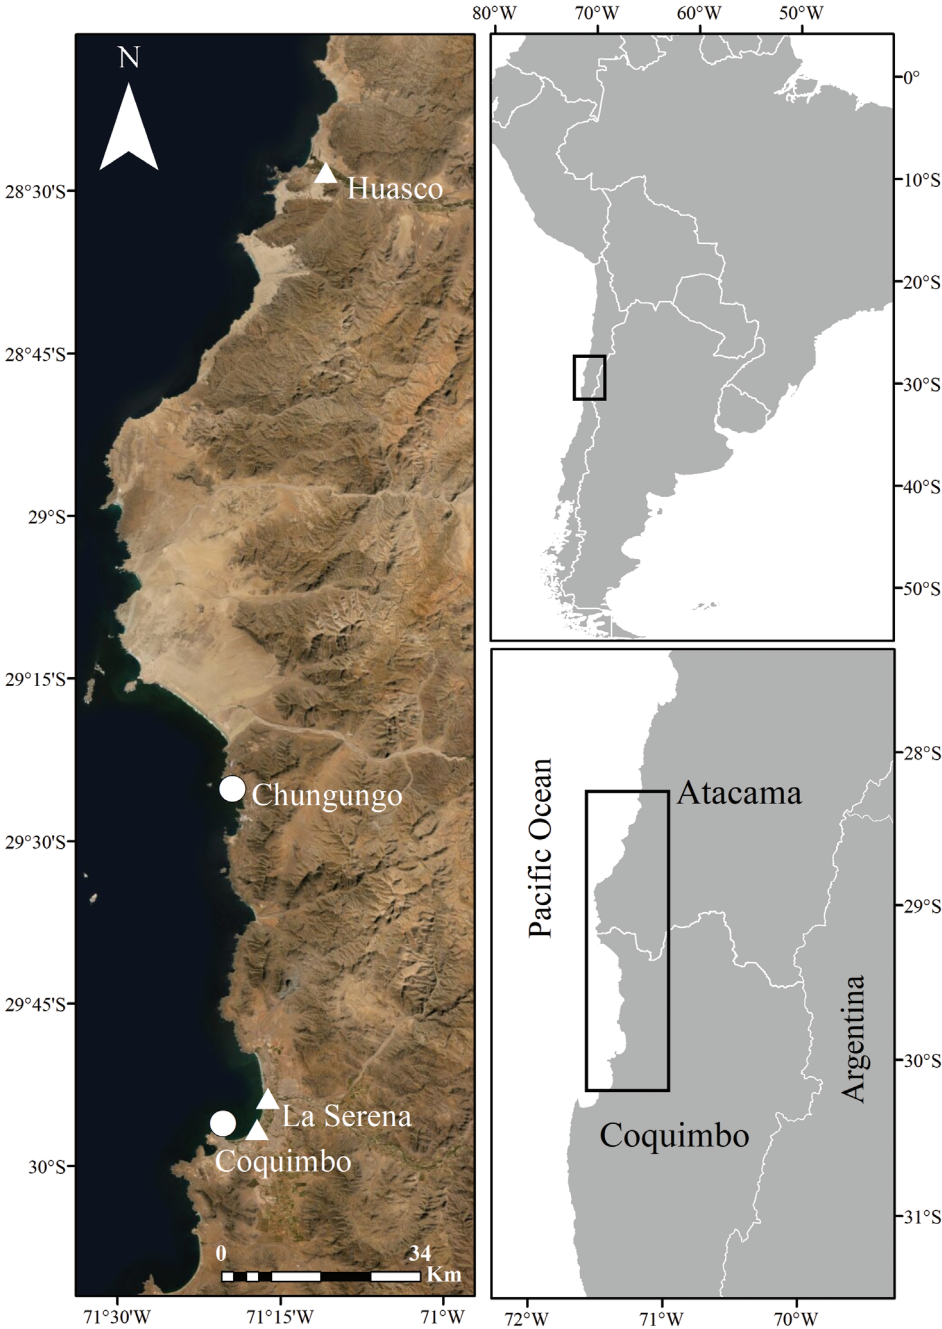 N
Huasco
Chungungo
La Serena
Coquimbo
0 34
Km
28°30'S
28°45'S
29°S
29°15'S
29°30'S
29°45'S
30°S
71°30'W 71°15'W 71°W
80°W 70°W 60°W 50°W
0°
10°S
20°S
30°S
40°S
50°S
Pacific Ocean
Atacama
Argentina
Coquimbo
28°S
29°S
30°S
31°S
72°W 71°W 70°W